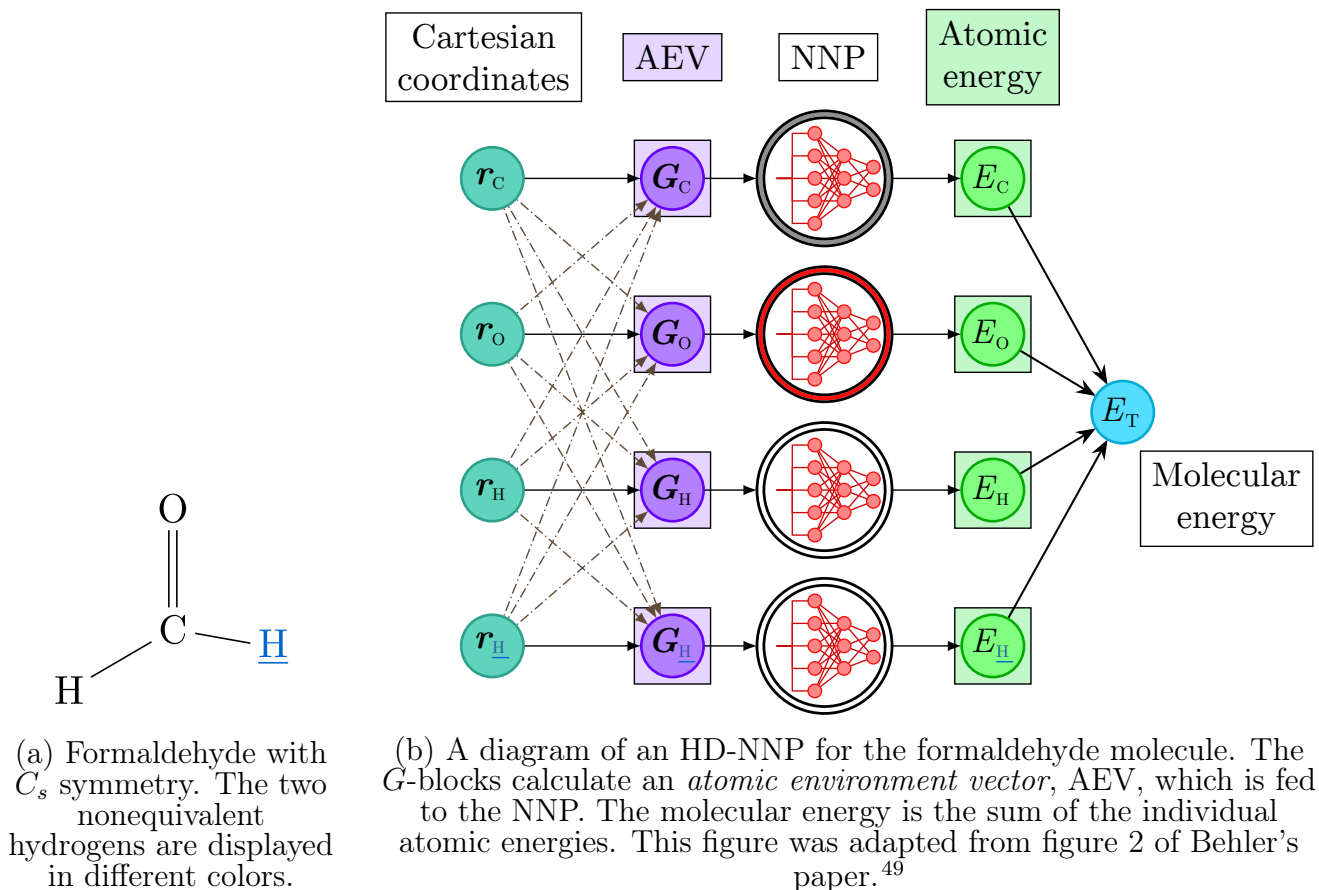 Cartesian
coordinates
AEV
NNP
Atomic
energy
r_C
G_C
E_C
r_O
G_O
E_O
E_T
r_H
G_H
E_H
Molecular
energy
r_H
G_H
E_H
O
C
H
H
(a) Formaldehyde with
C_s symmetry. The two
nonequivalent
hydrogens are displayed
in different colors.
(b) A diagram of an HD-NNP for the formaldehyde molecule. The
G-blocks calculate an atomic environment vector, AEV, which is fed
to the NNP. The molecular energy is the sum of the individual
atomic energies. This figure was adapted from figure 2 of Behler's
paper.⁴⁹